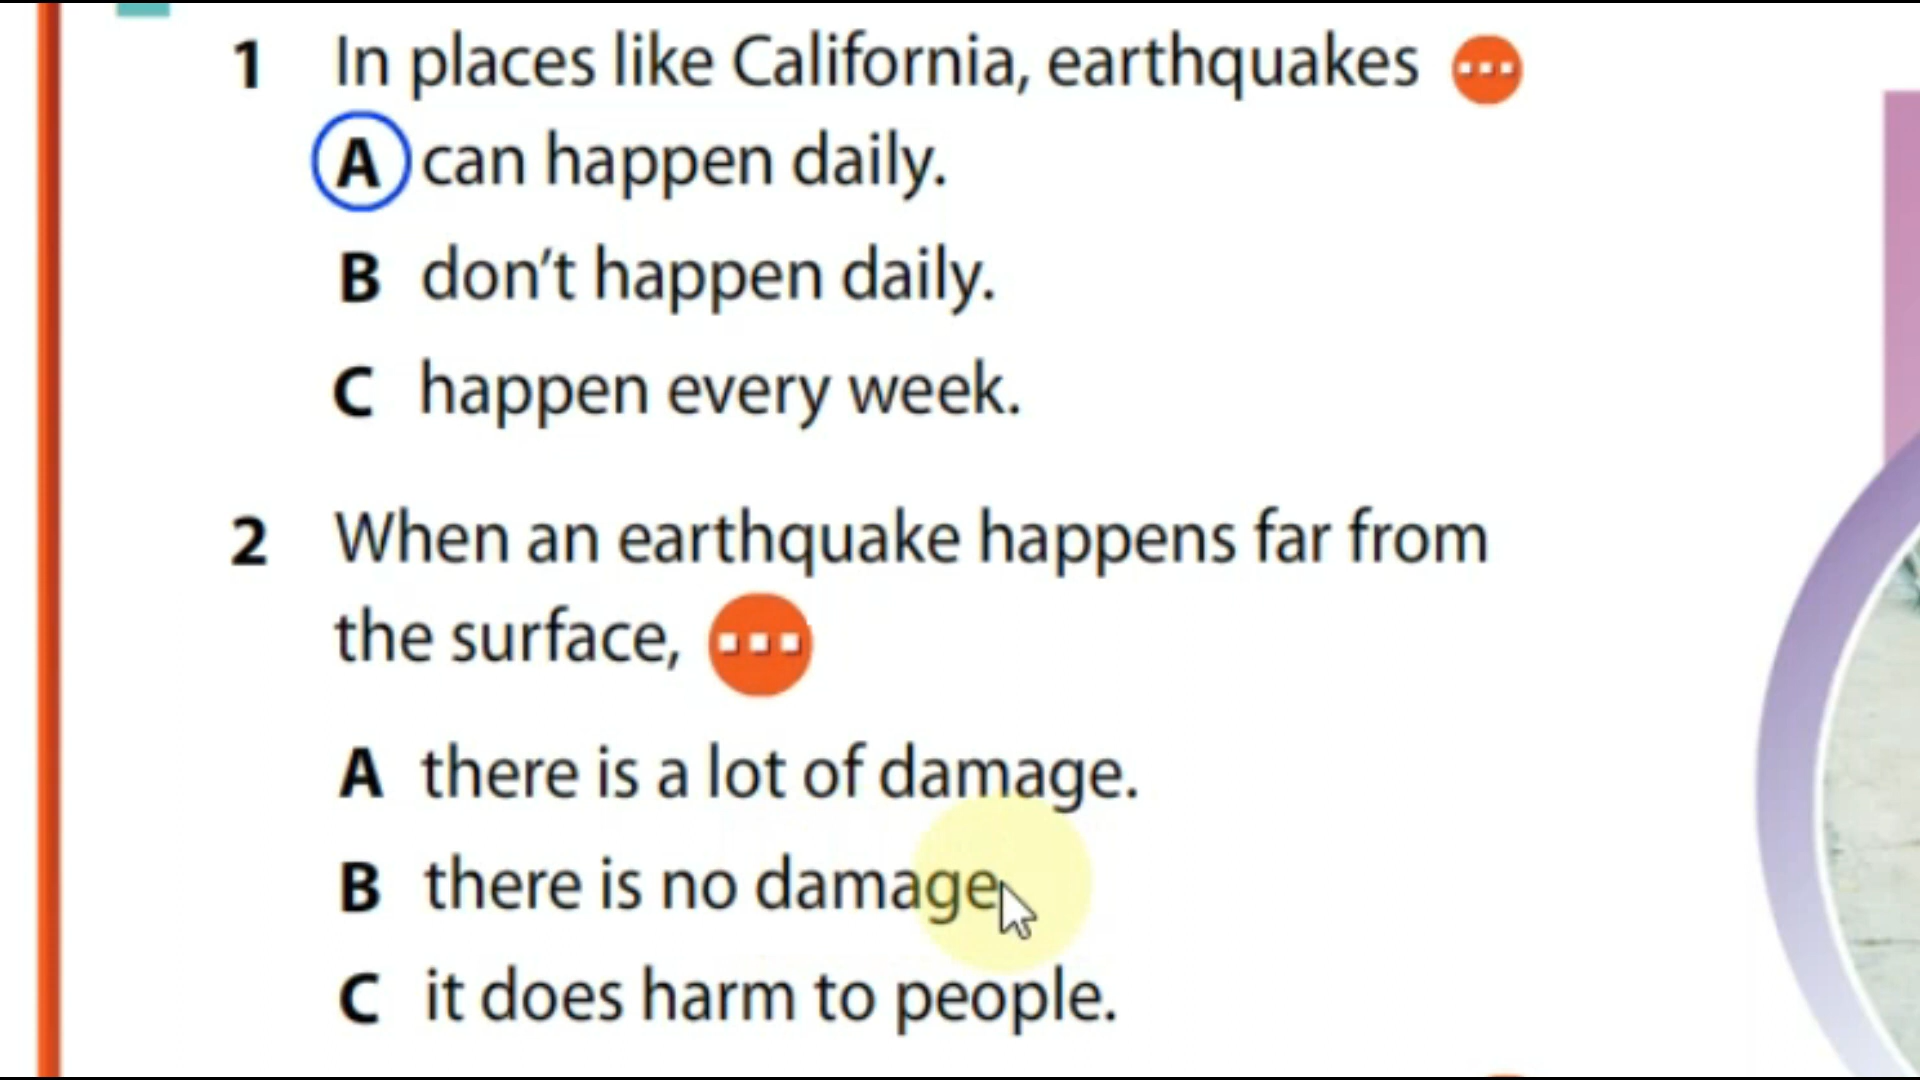 1 In places like California, earthquakes ...
A can happen daily.
B don't happen daily.
C happen every week.
2 When an earthquake happens far from
the surface, ...
A there is a lot of damage.
B there is no damage
C it does harm to people.